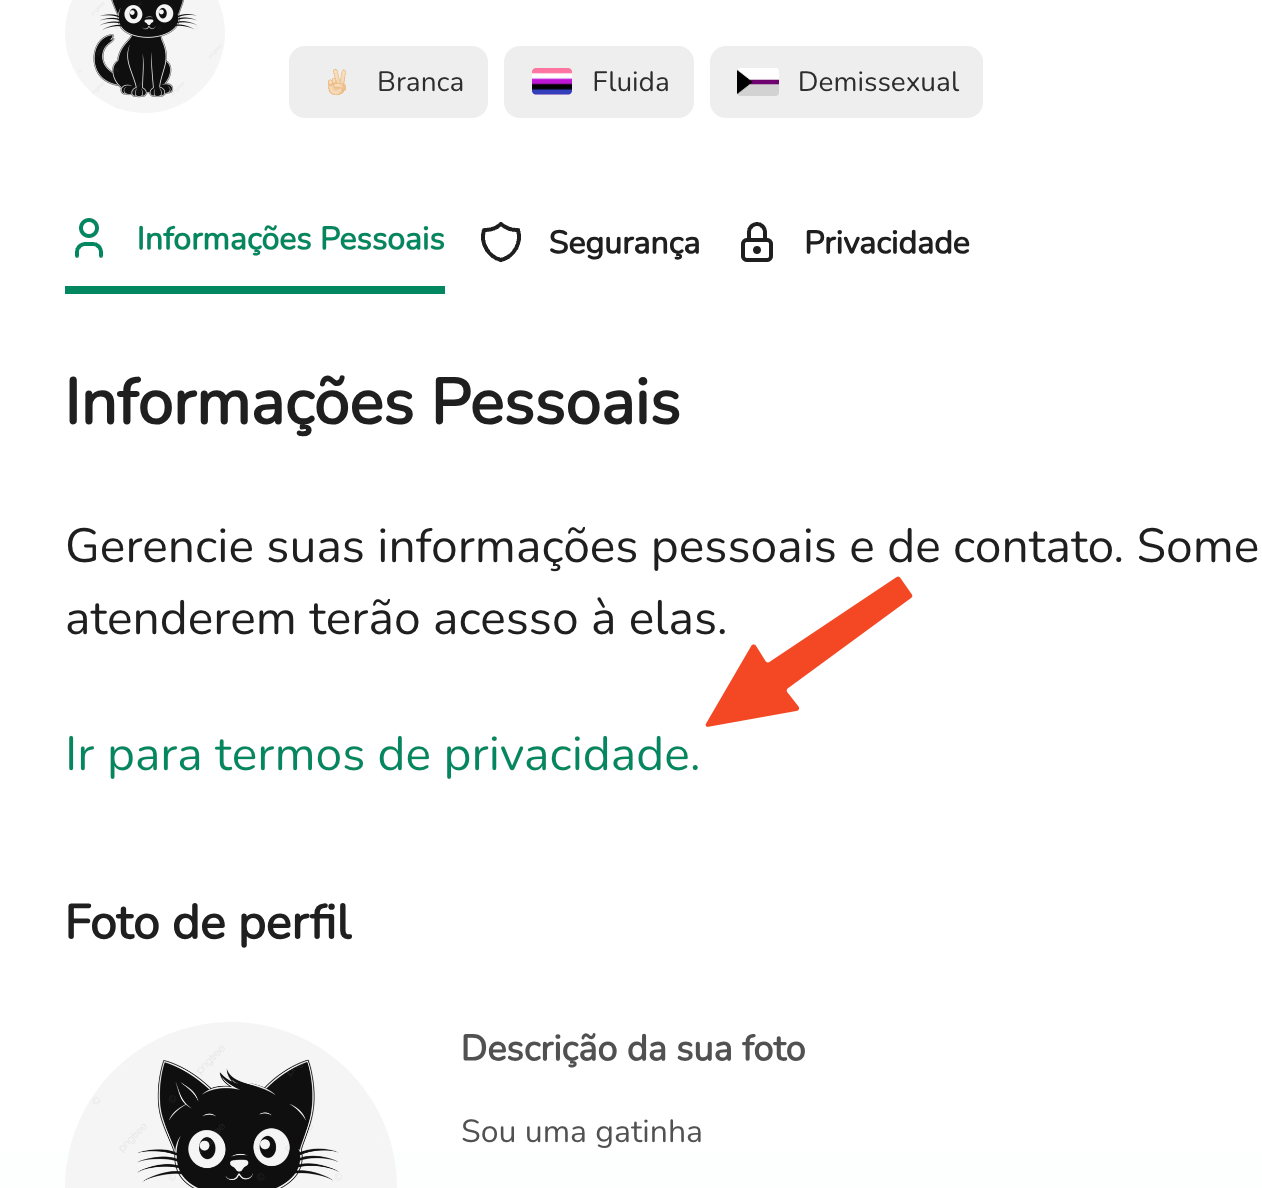 Branca Fluida Demissexual
Informações Pessoais Segurança Privacidade
Informações Pessoais
Gerencie suas informações pessoais e de contato. Some
atenderem terão acesso à elas.
Ir para termos de privacidade.
Foto de perfil
Descrição da sua foto
Sou uma gatinha